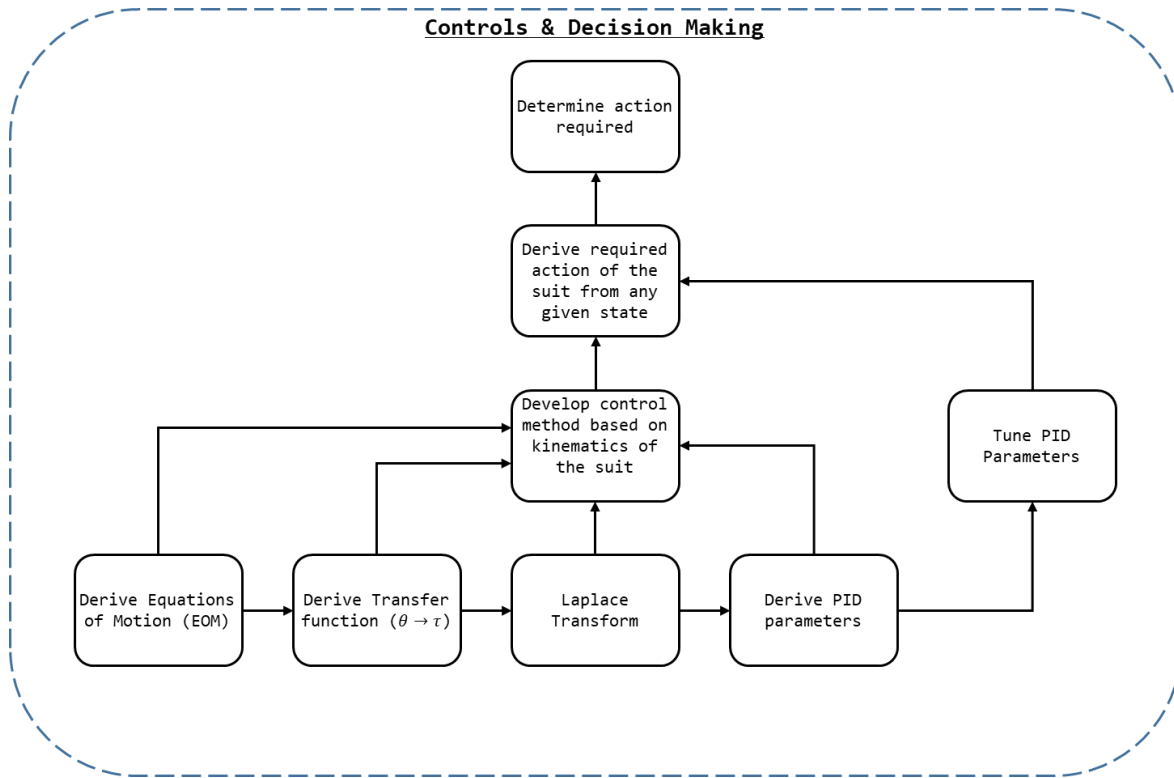 Controls & Decision Making
Determine action
required
Derive required
action of the
suit from any
given state
Develop control
method based on
kinematics of
the suit
Tune PID
Parameters
Derive Equations
of Motion (EOM)
Derive Transfer
function (θ → τ)
Laplace
Transform
Derive PID
parameters